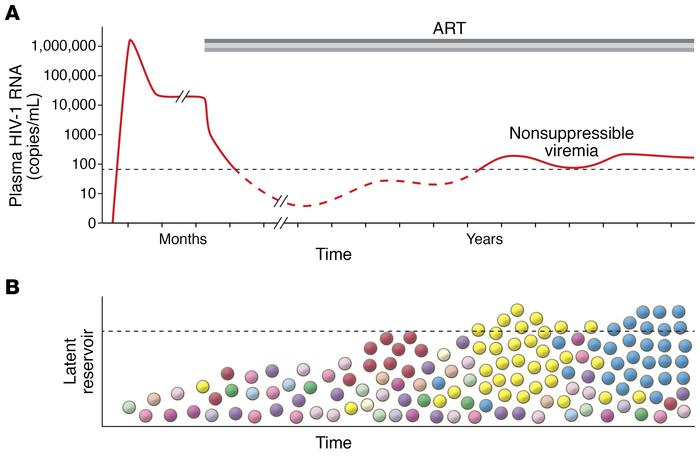 A
ART
Plasma HIV-1 RNA
(copies/mL)
1,000,000
100,000
10,000
1000
100
10
0
Nonsuppressible
viremia
Months
Years
Time
B
Latent
reservoir
Time